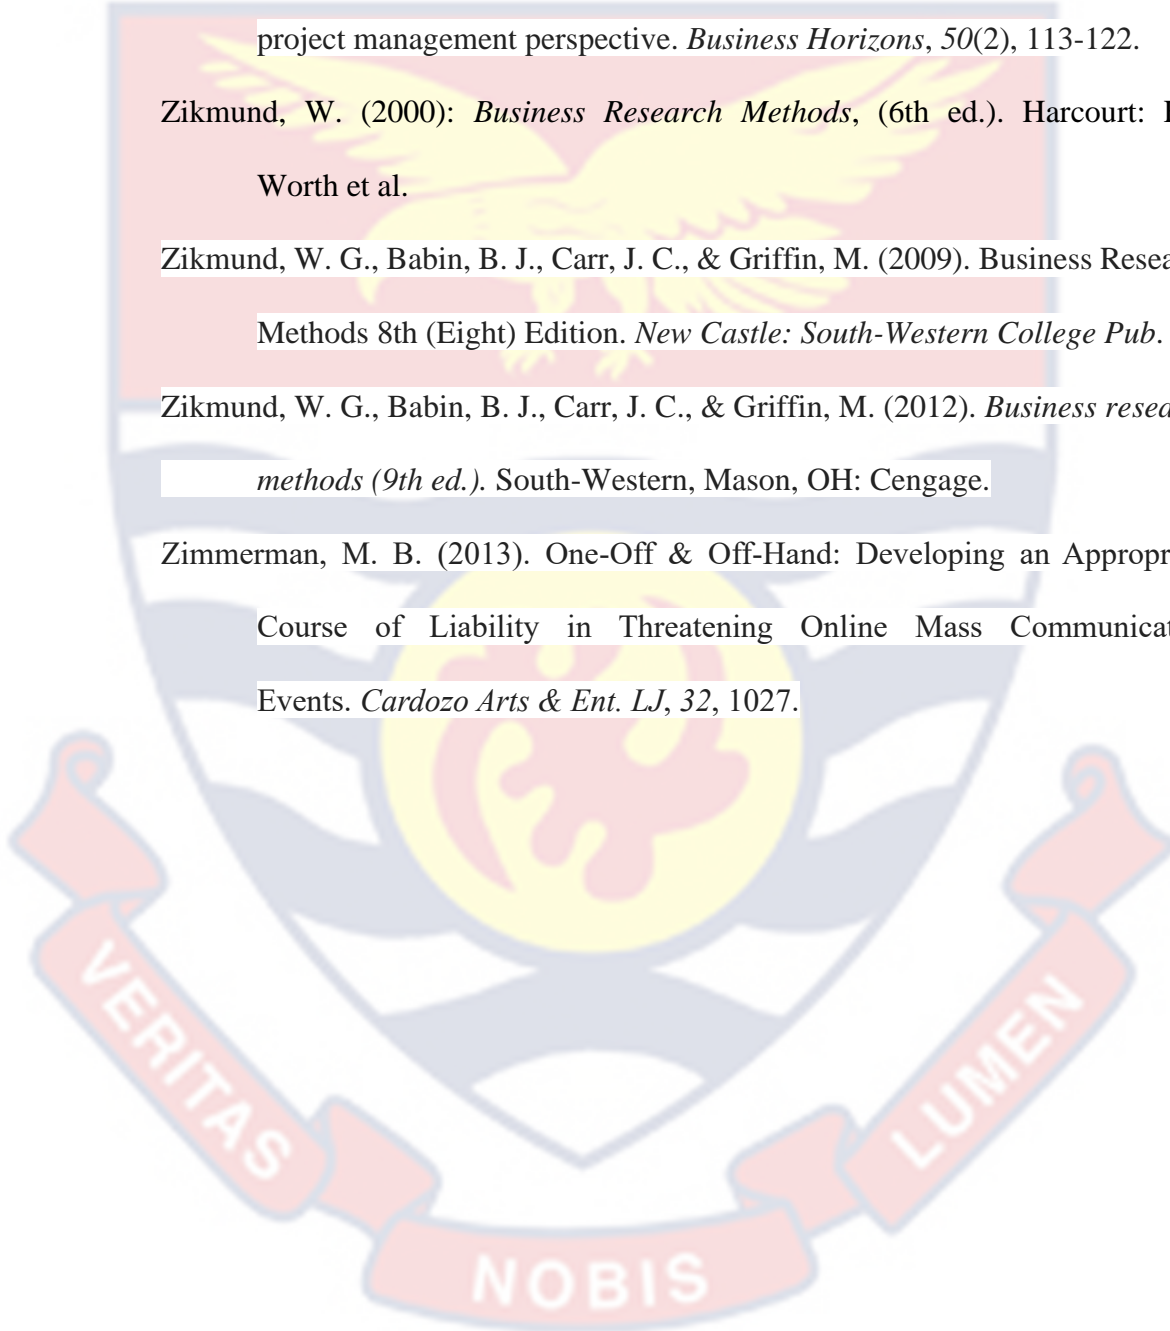 project management perspective. Business Horizons, 50(2), 113-122.
Zikmund, W. (2000): Business Research Methods, (6th ed.). Harcourt:
Worth et al.
Zikmund, W. G., Babin, B. J., Carr, J. C., & Griffin, M. (2009). Business
Methods 8th (Eight) Edition. New Castle: South-Western College Pub.
Zikmund, W. G., Babin, B. J., Carr, J. C., & Griffin, M. (2012). Business
methods (9th ed.). South-Western, Mason, OH: Cengage.
Zimmerman, M. B. (2013). One-Off & Off-Hand: Developing an
Course of Liability in Threatening Online Mass
Events. Cardozo Arts & Ent. LJ, 32, 1027.
VERITAS
NOBIS
LUMEN